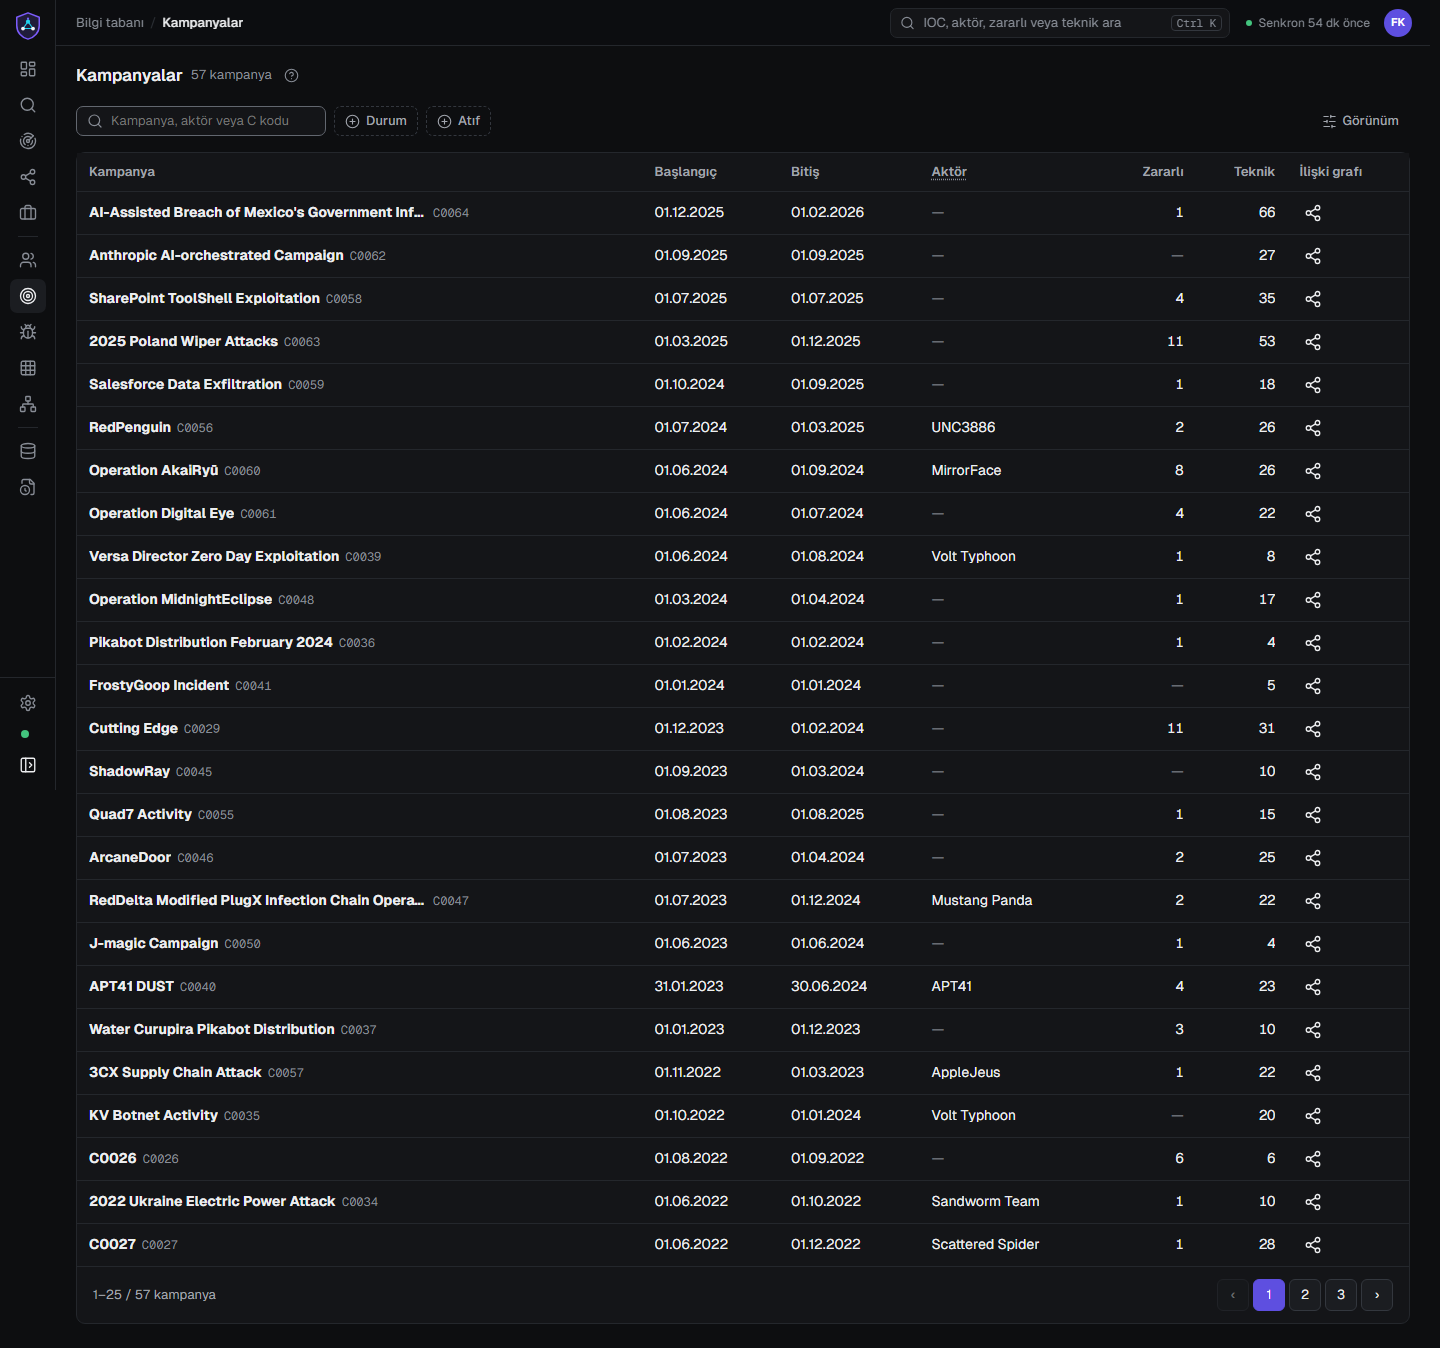 Bilgi tabanı / Kampanyalar
IOC, aktör, zararlı veya teknik ara Ctrl K
Senkron 54 dk önce
FK
Kampanyalar 57 kampanya
Kampanya, aktör veya C kodu
Durum
Atıf
Görünüm
Kampanya Başlangıç Bitiş Aktör Zararlı Teknik İlişki grafı
AI-Assisted Breach of Mexico's Government Inf... C0064 01.12.2025 01.02.2026 — 1 66
Anthropic AI-orchestrated Campaign C0062 01.09.2025 01.09.2025 — — 27
SharePoint ToolShell Exploitation C0058 01.07.2025 01.07.2025 — 4 35
2025 Poland Wiper Attacks C0063 01.03.2025 01.12.2025 — 11 53
Salesforce Data Exfiltration C0059 01.10.2024 01.09.2025 — 1 18
RedPenguin C0056 01.07.2024 01.03.2025 UNC3886 2 26
Operation AkaiRyū C0060 01.06.2024 01.09.2024 MirrorFace 8 26
Operation Digital Eye C0061 01.06.2024 01.07.2024 — 4 22
Versa Director Zero Day Exploitation C0039 01.06.2024 01.08.2024 Volt Typhoon 1 8
Operation MidnightEclipse C0048 01.03.2024 01.04.2024 — 1 17
Pikabot Distribution February 2024 C0036 01.02.2024 01.02.2024 — 1 4
FrostyGoop Incident C0041 01.01.2024 01.01.2024 — — 5
Cutting Edge C0029 01.12.2023 01.02.2024 — 11 31
ShadowRay C0045 01.09.2023 01.03.2024 — — 10
Quad7 Activity C0055 01.08.2023 01.08.2025 — 1 15
ArcaneDoor C0046 01.07.2023 01.04.2024 — 2 25
RedDelta Modified PlugX Infection Chain Opera... C0047 01.07.2023 01.12.2024 Mustang Panda 2 22
J-magic Campaign C0050 01.06.2023 01.06.2024 — 1 4
APT41 DUST C0040 31.01.2023 30.06.2024 APT41 4 23
Water Curupira Pikabot Distribution C0037 01.01.2023 01.12.2023 — 3 10
3CX Supply Chain Attack C0057 01.11.2022 01.03.2023 AppleJeus 1 22
KV Botnet Activity C0035 01.10.2022 01.01.2024 Volt Typhoon — 20
C0026 C0026 01.08.2022 01.09.2022 — 6 6
2022 Ukraine Electric Power Attack C0034 01.06.2022 01.10.2022 Sandworm Team 1 10
C0027 C0027 01.06.2022 01.12.2022 Scattered Spider 1 28
1–25 / 57 kampanya ‹ 1 2 3 ›